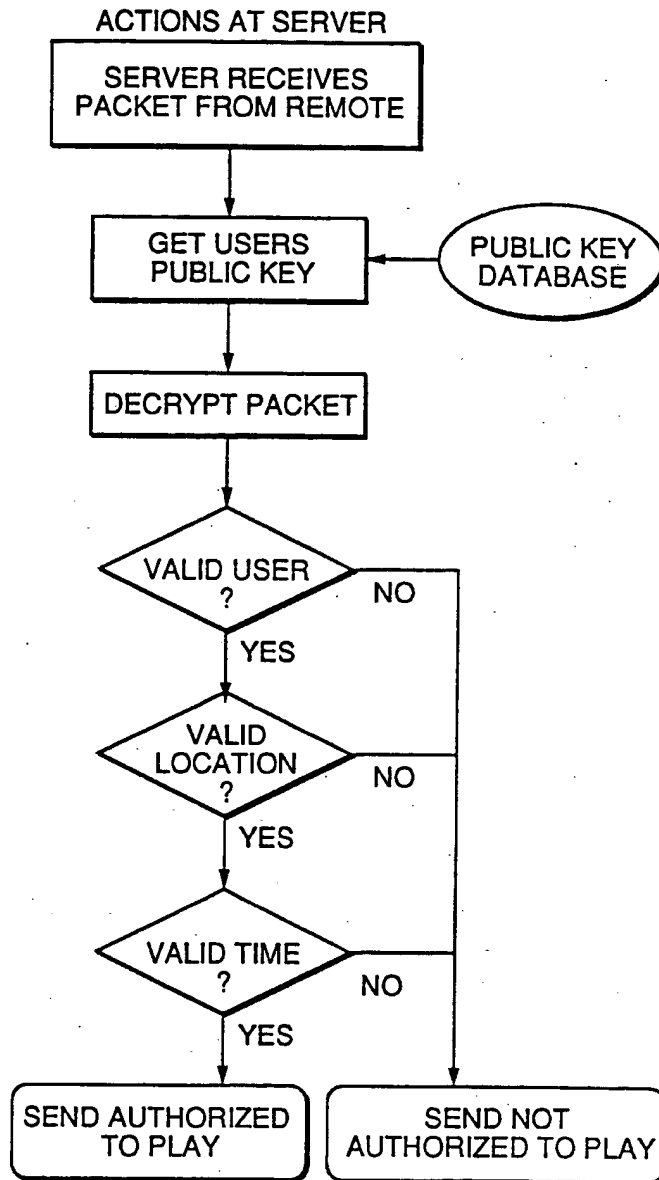 ACTIONS AT SERVER
SERVER RECEIVES
PACKET FROM REMOTE
GET USERS
PUBLIC KEY
PUBLIC KEY
DATABASE
DECRYPT PACKET
VALID USER
?
NO
YES
VALID
LOCATION
?
NO
YES
VALID TIME
?
NO
YES
SEND AUTHORIZED
TO PLAY
SEND NOT
AUTHORIZED TO PLAY